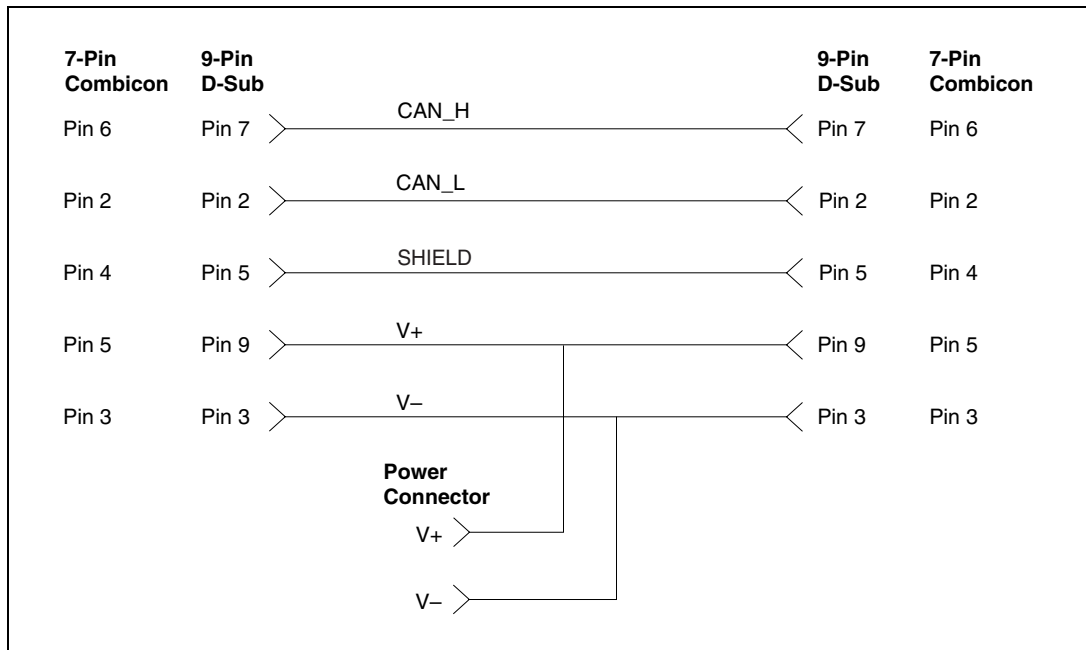 7-Pin Combicon 9-Pin D-Sub 9-Pin D-Sub 7-Pin Combicon
Pin 6 Pin 7 CAN_H Pin 7 Pin 6
Pin 2 Pin 2 CAN_L Pin 2 Pin 2
Pin 4 Pin 5 SHIELD Pin 5 Pin 4
Pin 5 Pin 9 V+ Pin 9 Pin 5
Pin 3 Pin 3 V– Pin 3 Pin 3
Power
Connector
V+
V–